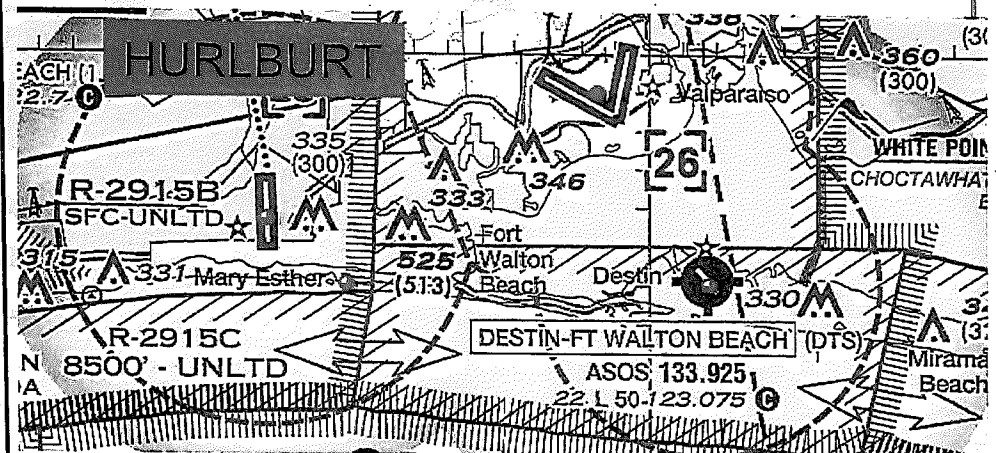 HURLBURT
338
360
(300)
Valparaiso
335
(300)
WHITE POIN
CHOCTAWHAT
26
346
333
R-2915B
SFC-UNLTD
315
331
Mary Esther
525
(513)
Fort
Walton
Beach
Destin
330
R-2915C
8500' - UNLTD
DESTIN-FT WALTON BEACH (DTS)
ASOS 133.925
22 L 50 123.075 C
Mirama
Beach